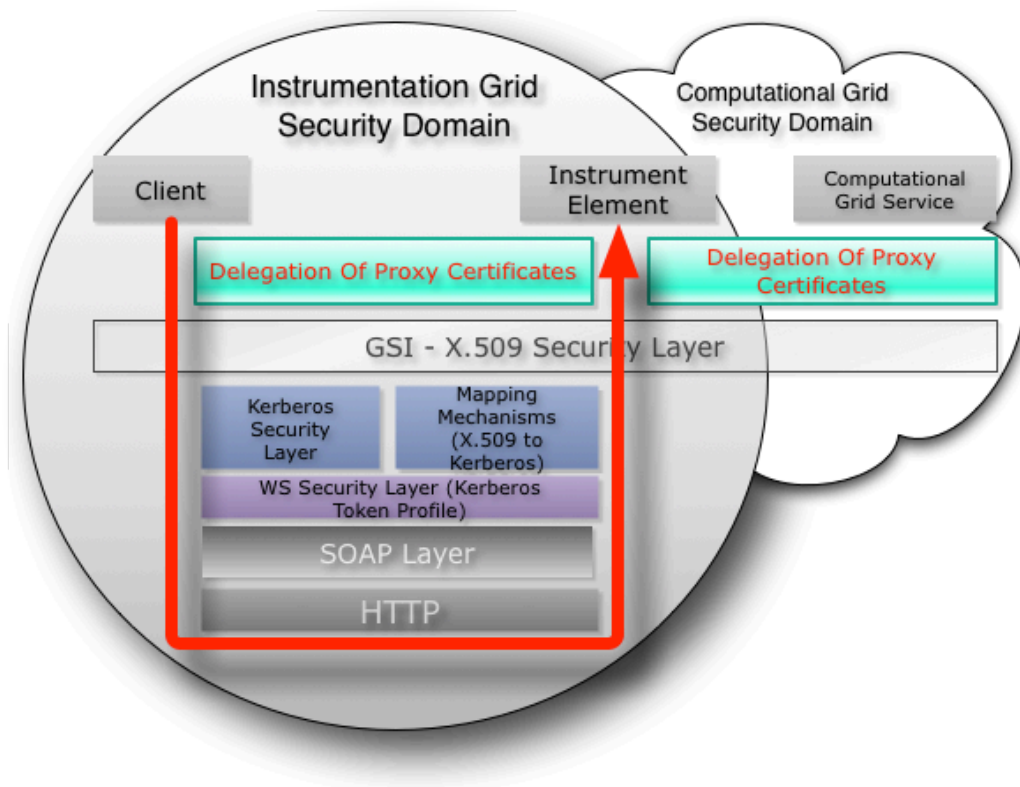 Instrumentation Grid
Security Domain
Computational Grid
Security Domain
Client
Instrument
Element
Computational
Grid Service
Delegation Of Proxy Certificates
Delegation Of Proxy
Certificates
GSI - X.509 Security Layer
Kerberos
Security
Layer
Mapping
Mechanisms
(X.509 to
Kerberos)
WS Security Layer (Kerberos
Token Profile)
SOAP Layer
HTTP